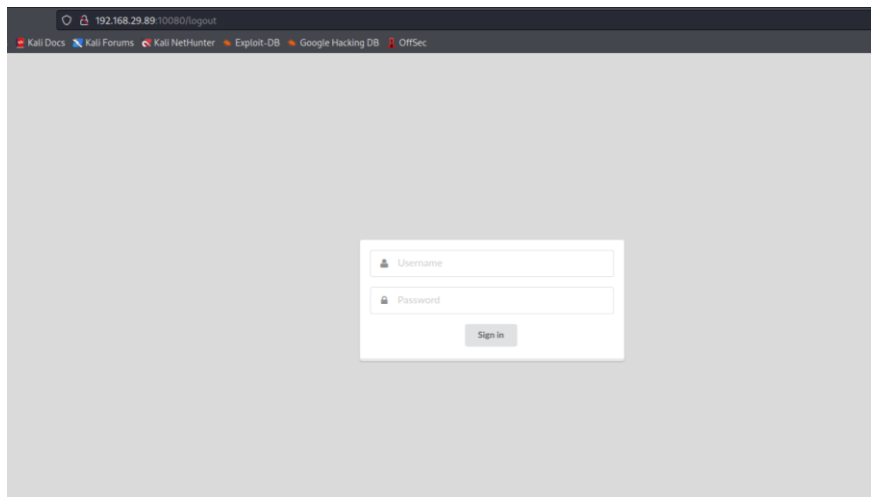 192.168.29.89:10080/logout
Kali Docs Kali Forums Kali NetHunter Exploit-DB Google Hacking DB OffSec
Username
Password
Sign in